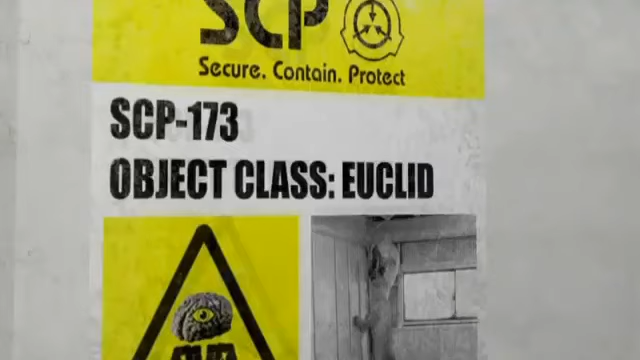 SCP
Secure. Contain. Protect
SCP-173
OBJECT CLASS: EUCLID